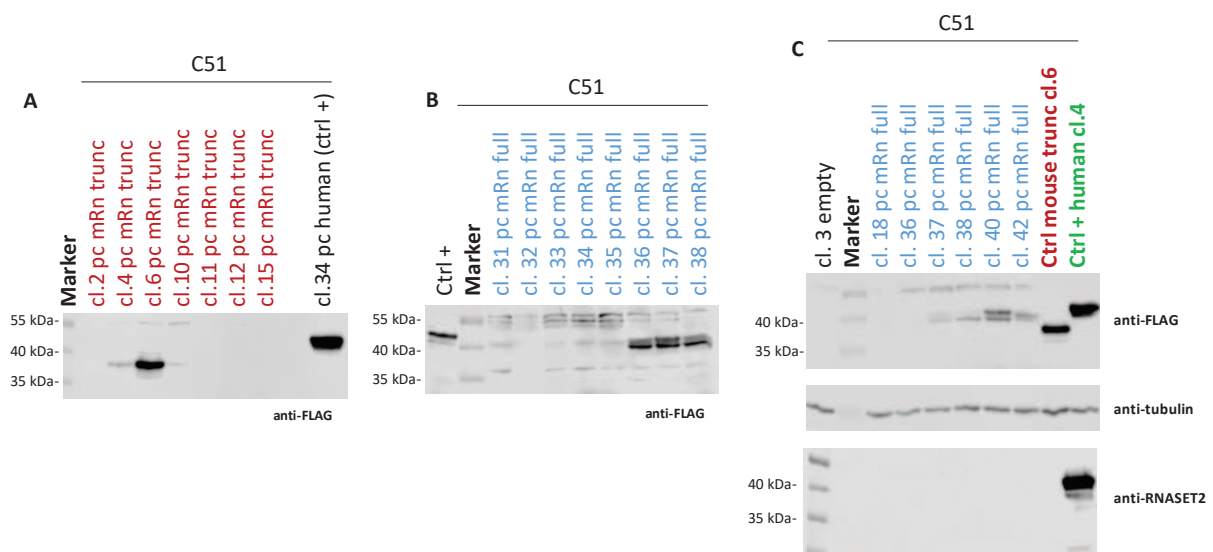 A
C51
Marker
cl.2 pc mRn trunc
cl.4 pc mRn trunc
cl.6 pc mRn trunc
cl.10 pc mRn trunc
cl.11 pc mRn trunc
cl.12 pc mRn trunc
cl.15 pc mRn trunc
cl.34 pc human (ctrl +)
55 kDa-
40 kDa-
35 kDa-
anti-FLAG
B
C51
Ctrl +
Marker
cl. 31 pc mRn full
cl. 32 pc mRn full
cl. 33 pc mRn full
cl. 34 pc mRn full
cl. 35 pc mRn full
cl. 36 pc mRn full
cl. 37 pc mRn full
cl. 38 pc mRn full
55 kDa-
40 kDa-
35 kDa-
anti-FLAG
C
C51
cl. 3 empty
Marker
cl. 18 pc mRn full
cl. 36 pc mRn full
cl. 37 pc mRn full
cl. 38 pc mRn full
cl. 40 pc mRn full
cl. 42 pc mRn full
Ctrl mouse trunc cl.6
Ctrl + human cl.4
40 kDa-
35 kDa-
anti-FLAG
anti-tubulin
40 kDa-
35 kDa-
anti-RNASET2